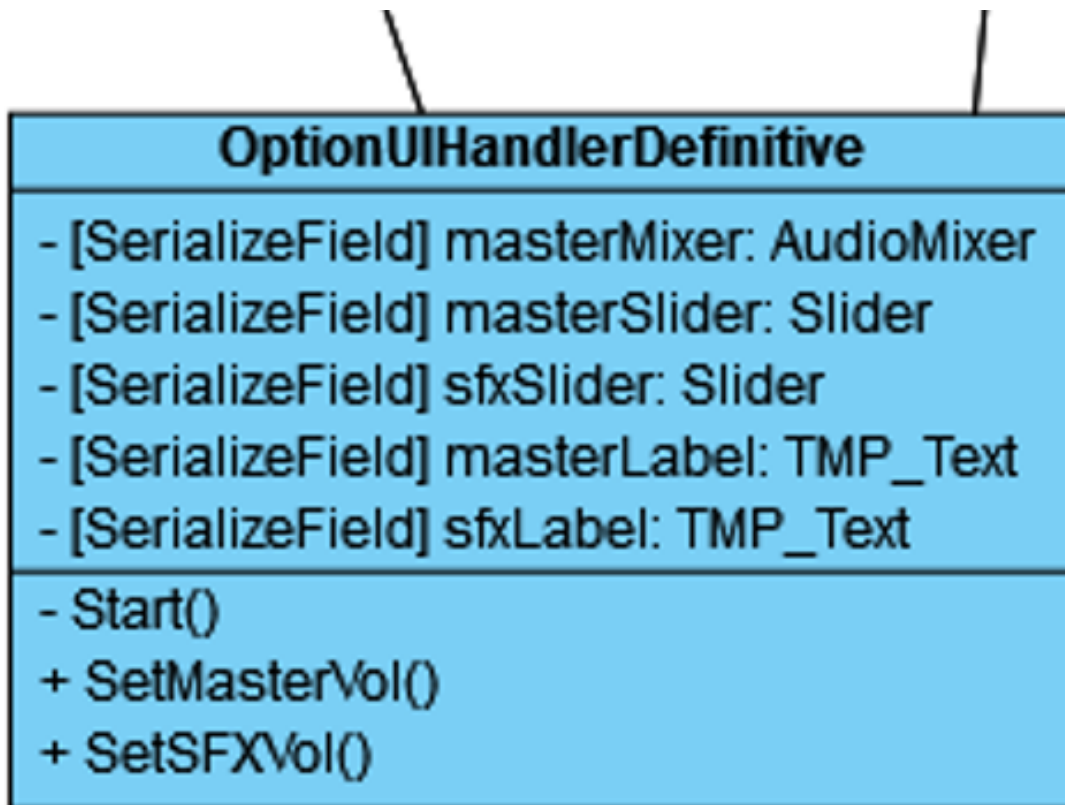 OptionUIHandlerDefinitive
- [SerializeField] masterMixer: AudioMixer
- [SerializeField] masterSlider: Slider
- [SerializeField] sfxSlider: Slider
- [SerializeField] masterLabel: TMP_Text
- [SerializeField] sfxLabel: TMP_Text
- Start()
+ SetMasterVol()
+ SetSFXVol()